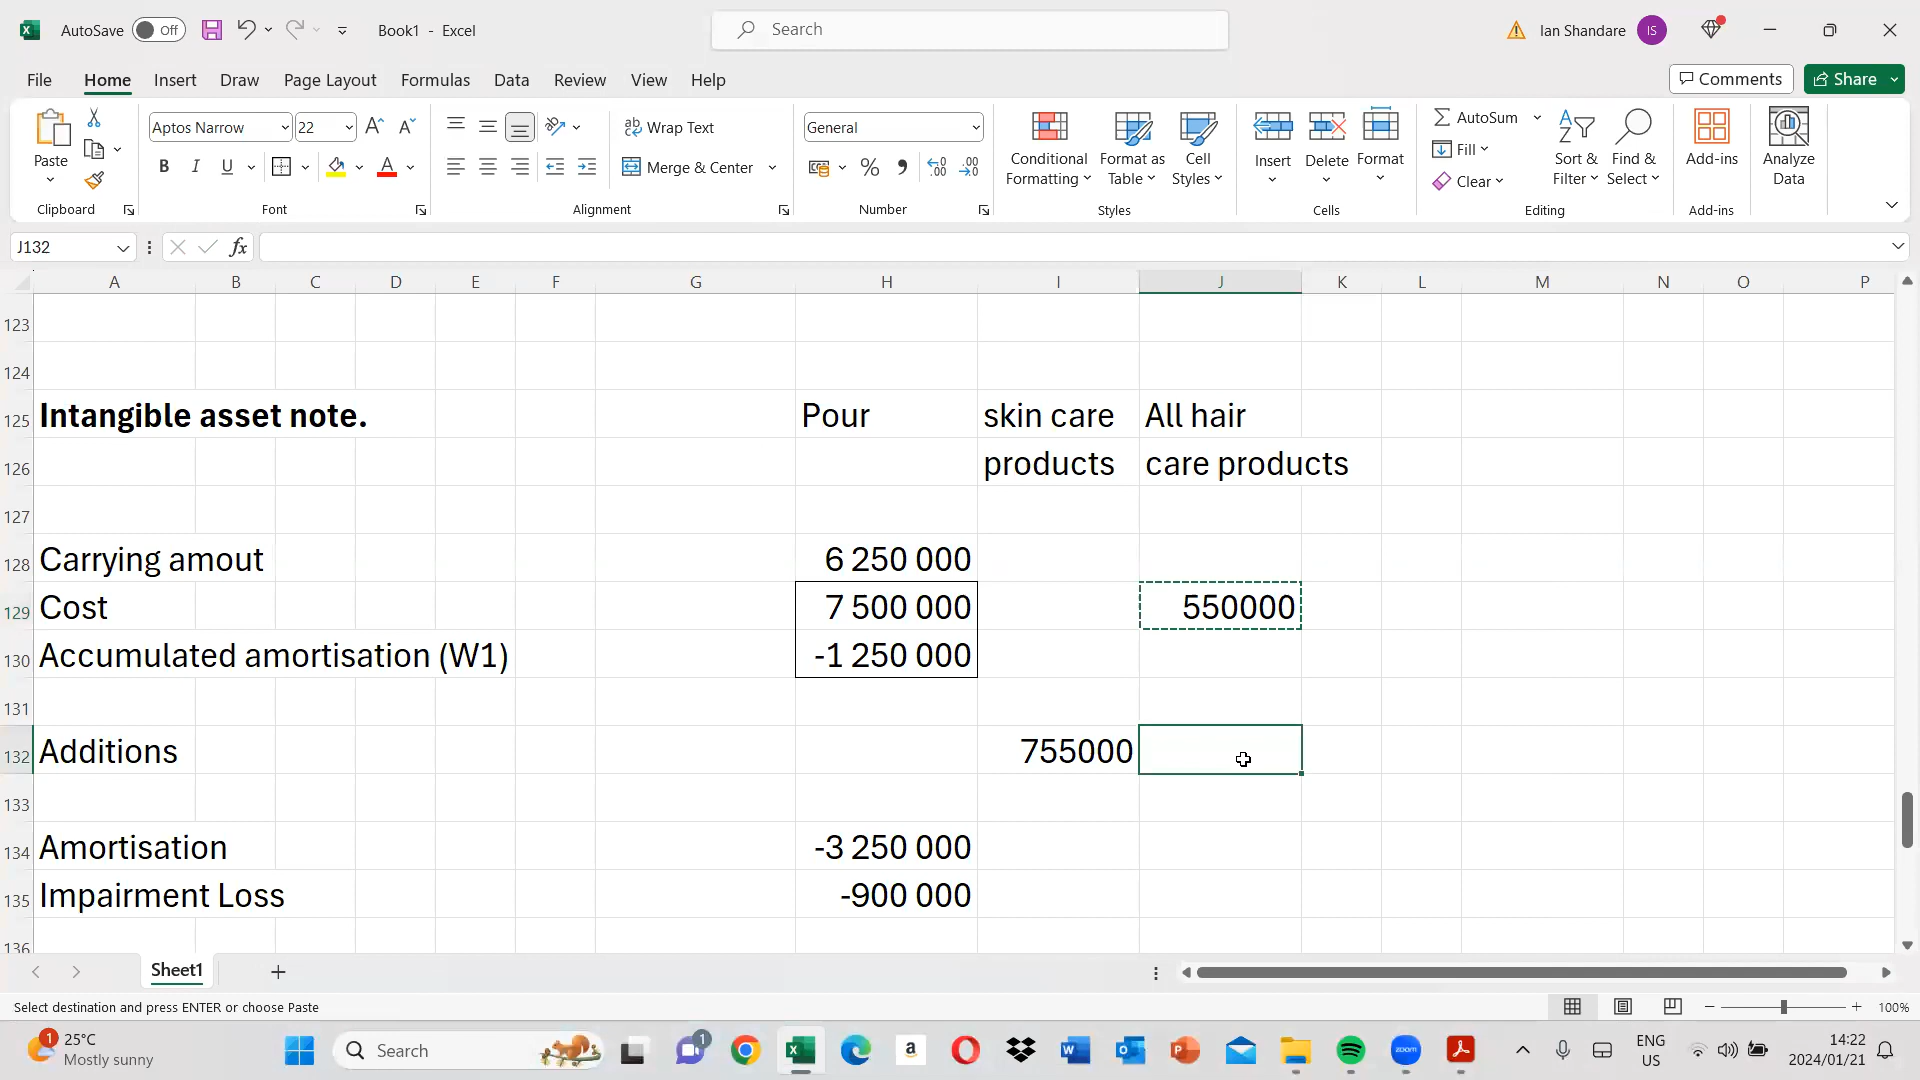 AutoSave Off Book1 - Excel Search Ian Shandare IS
File Home Insert Draw Page Layout Formulas Data Review View Help Comments Share
Paste Aptos Narrow 22 Wrap Text General Conditional Formatting Format as Table Cell Styles Insert Delete Format AutoSum Sort & Filter Find & Select Add-ins Analyze Data
B I U Merge & Center % Fill
Clear
Clipboard Font Alignment Number Styles Cells Editing Add-ins
J132 fx
A B C D E F G H I J K L M N O P
123
124
125 Intangible asset note. Pour skin care All hair
126 products care products
127
128 Carrying amout 6 250 000
129 Cost 7 500 000 550000
130 Accumulated amortisation (W1) -1 250 000
131
132 Additions 755000
133
134 Amortisation -3 250 000
135 Impairment Loss -900 000
136
Sheet1
Select destination and press ENTER or choose Paste 100%
1 25°C Search 1 a zoom ENG 14:22
Mostly sunny US 2024/01/21